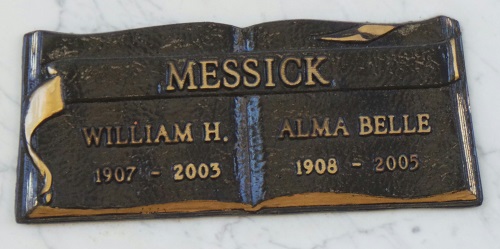 MESSICK
WILLIAM H. ALMA BELLE
1907 - 2003 1908 - 2005